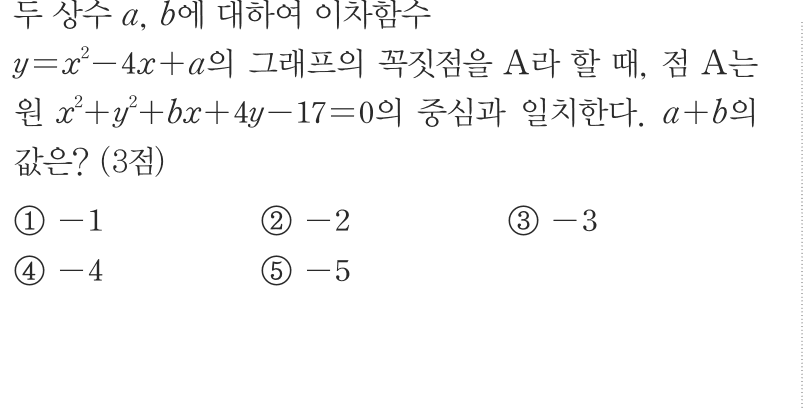 두 상수 a, b에 대하여 이차함수
y=x²−4x+a의 그래프의 꼭짓점을 A라 할 때, 점 A는
원 x²+y²+bx+4y−17=0의 중심과 일치한다. a+b의
값은? (3점)
① −1 ② −2 ③ −3
④ −4 ⑤ −5